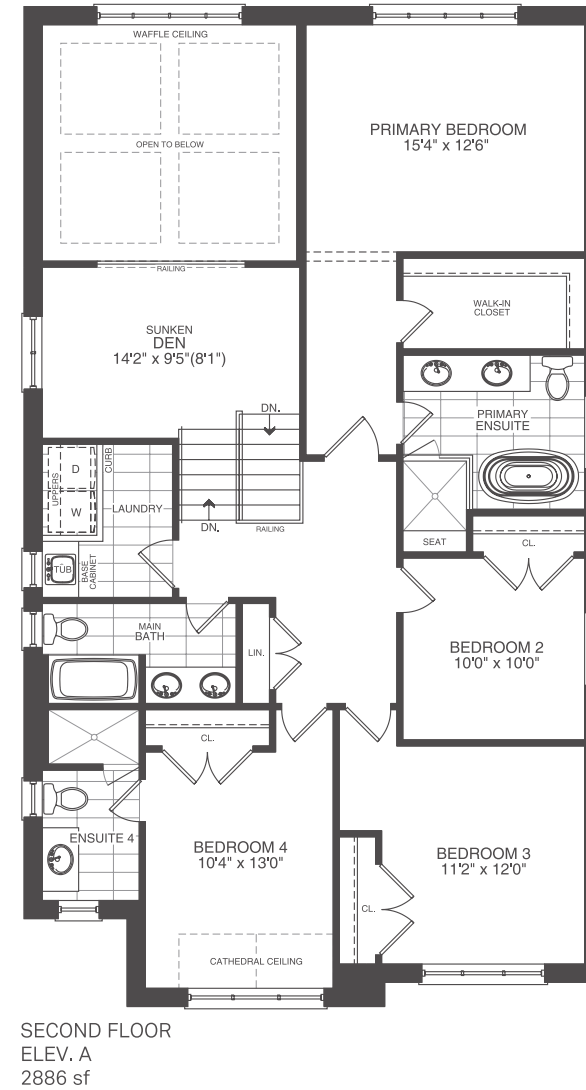 WAFFLE CEILING
OPEN TO BELOW
PRIMARY BEDROOM
15'4" x 12'6"
RAILING
WALK-IN
CLOSET
SUNKEN
DEN
14'2" x 9'5"(8'1")
DN.
PRIMARY
ENSUITE
UPPERS
D
W
CURB
LAUNDRY
DN.
RAILING
SEAT
CL.
TUB
BASE
CABINET
MAIN
BATH
LIN.
BEDROOM 2
10'0" x 10'0"
CL.
ENSUITE 4
BEDROOM 4
10'4" x 13'0"
BEDROOM 3
11'2" x 12'0"
CL.
CATHEDRAL CEILING
SECOND FLOOR
ELEV. A
2886 sf